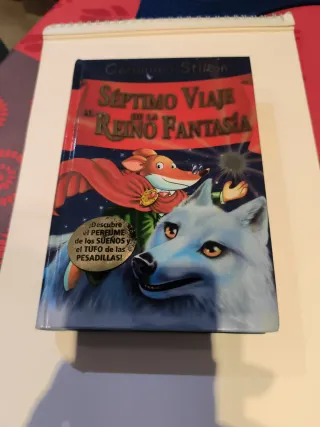 Geronimo Stilton
SÉPTIMO VIAJE
AL REINO DE LA FANTASÍA
¡Descubre
el PERFUME
de los SUEÑOS y
el TUFO de las
PESADILLAS!